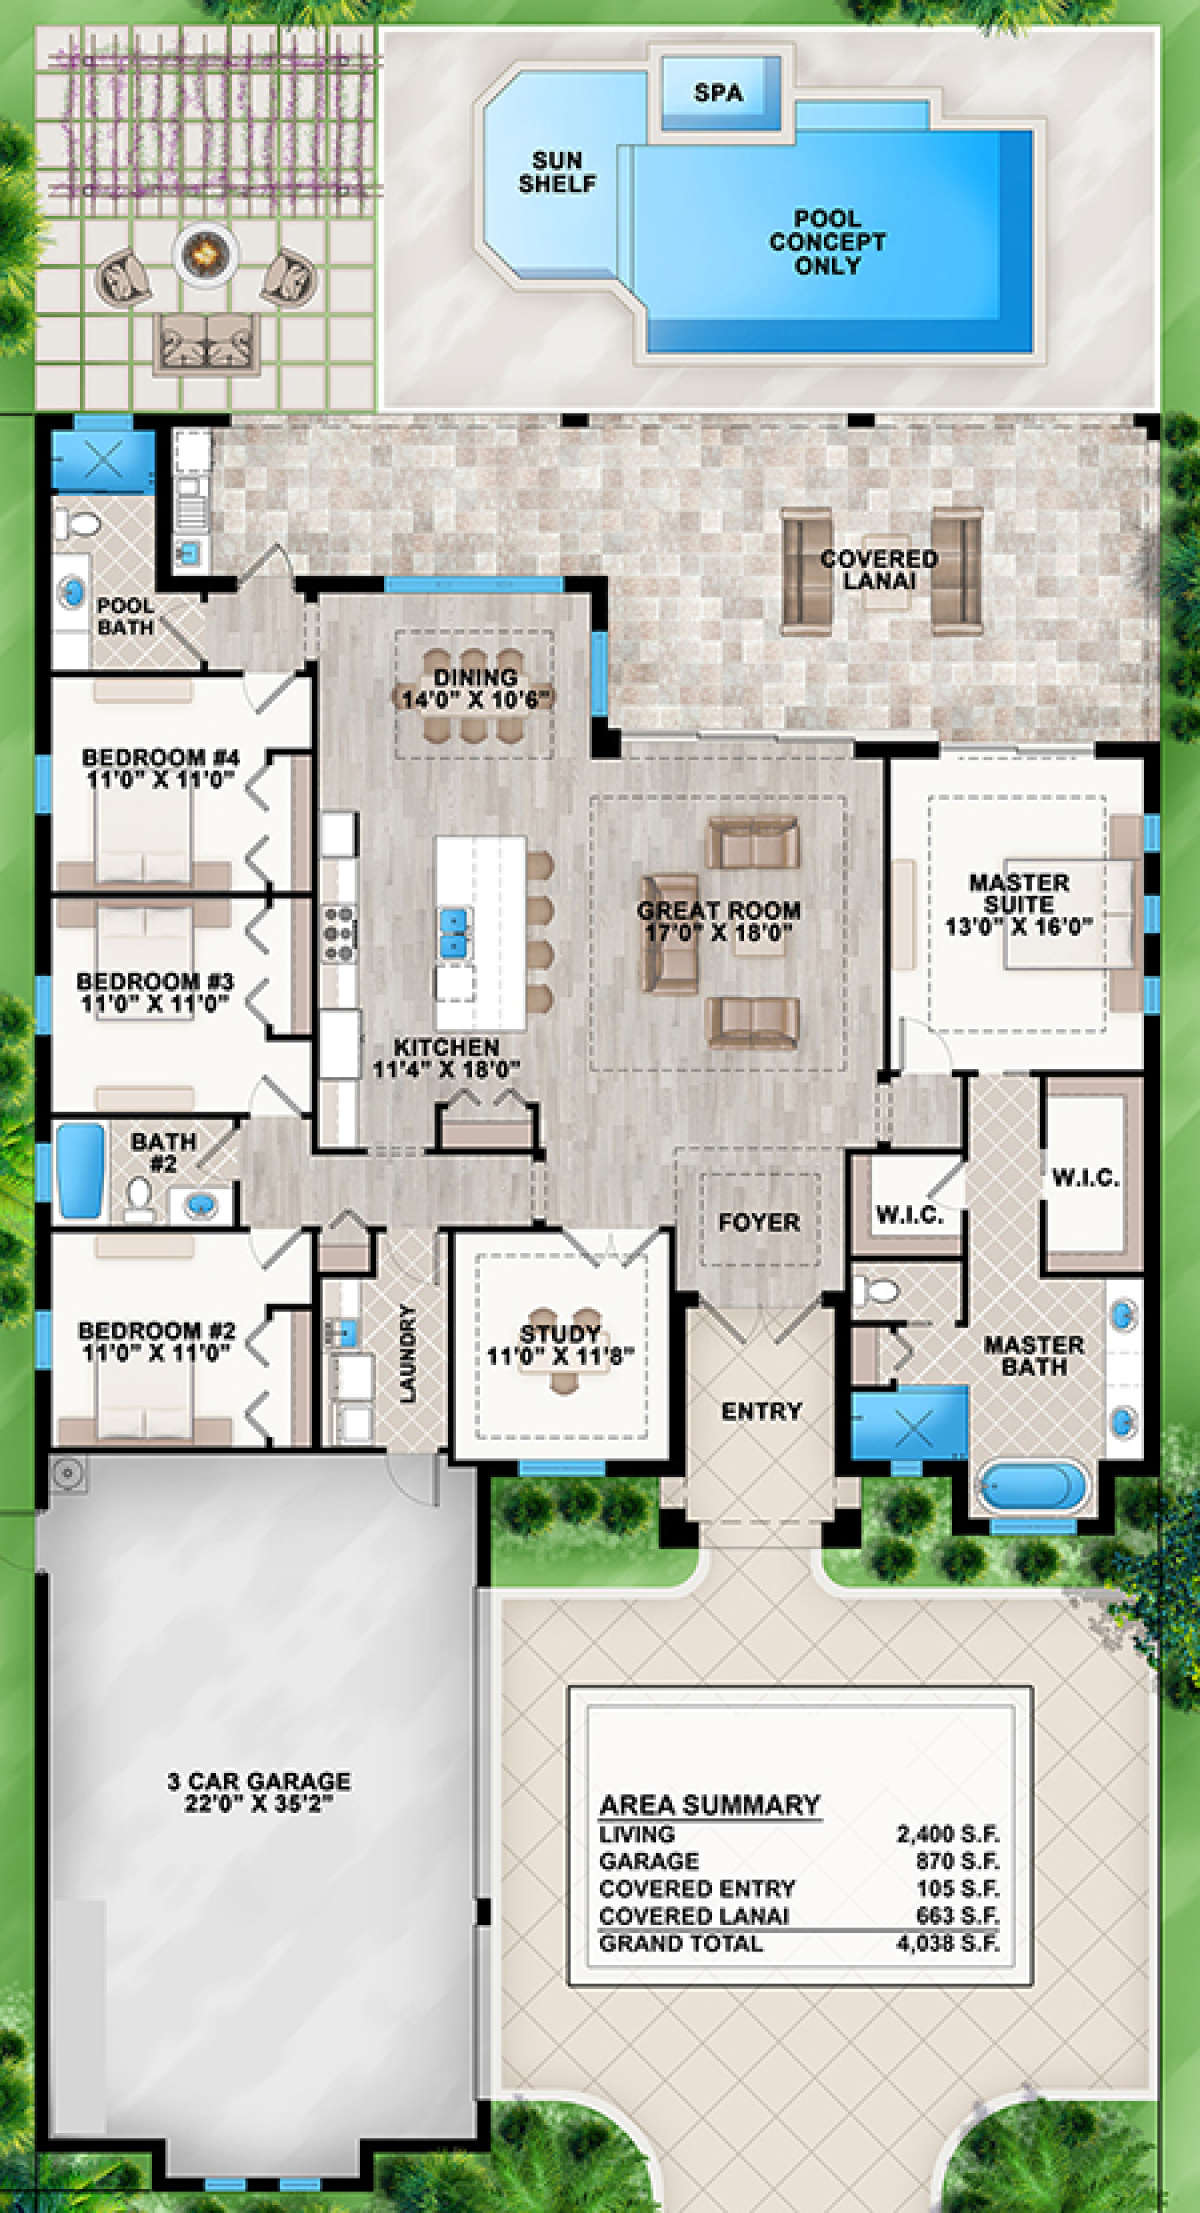 SPA
SUN
SHELF
POOL
CONCEPT
ONLY
COVERED
LANAI
POOL
BATH
DINING
14'0" X 10'6"
BEDROOM #4
11'0" X 11'0"
MASTER
SUITE
13'0" X 16'0"
GREAT ROOM
17'0" X 18'0"
BEDROOM #3
11'0" X 11'0"
KITCHEN
11'4" X 18'0"
BATH
#2
W.I.C.
W.I.C.
FOYER
BEDROOM #2
11'0" X 11'0"
LAUNDRY
STUDY
11'0" X 11'8"
MASTER
BATH
ENTRY
3 CAR GARAGE
22'0" X 35'2"
AREA SUMMARY
LIVING 2,400 S.F.
GARAGE 870 S.F.
COVERED ENTRY 105 S.F.
COVERED LANAI 663 S.F.
GRAND TOTAL 4,038 S.F.